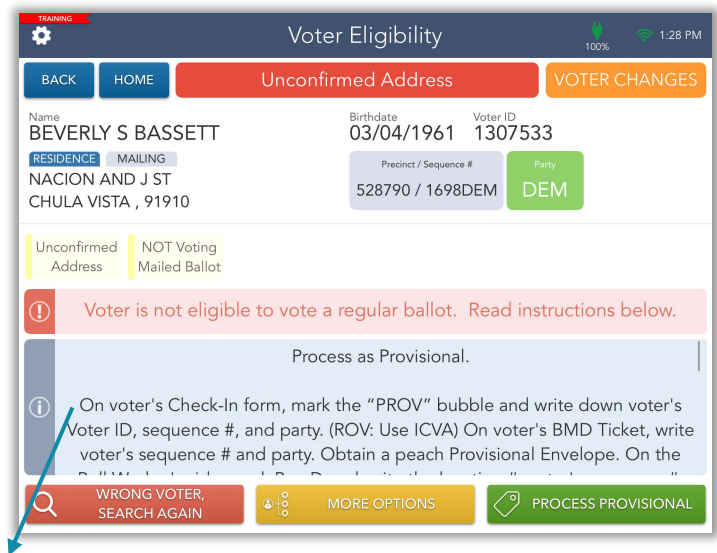 TRAINING
Voter Eligibility
100%
1:28 PM
BACK
HOME
Unconfirmed Address
VOTER CHANGES
Name
BEVERLY S BASSETT
Birthdate
03/04/1961
Voter ID
1307533
RESIDENCE
MAILING
NACION AND J ST
CHULA VISTA , 91910
Precinct / Sequence #
528790 / 1698DEM
Party
DEM
Unconfirmed
Address
NOT Voting
Mailed Ballot
Voter is not eligible to vote a regular ballot. Read instructions below.
Process as Provisional.
On voter's Check-In form, mark the “PROV” bubble and write down voter's
Voter ID, sequence #, and party. (ROV: Use ICVA) On voter's BMD Ticket, write
voter's sequence # and party. Obtain a peach Provisional Envelope. On the
WRONG VOTER,
SEARCH AGAIN
MORE OPTIONS
PROCESS PROVISIONAL